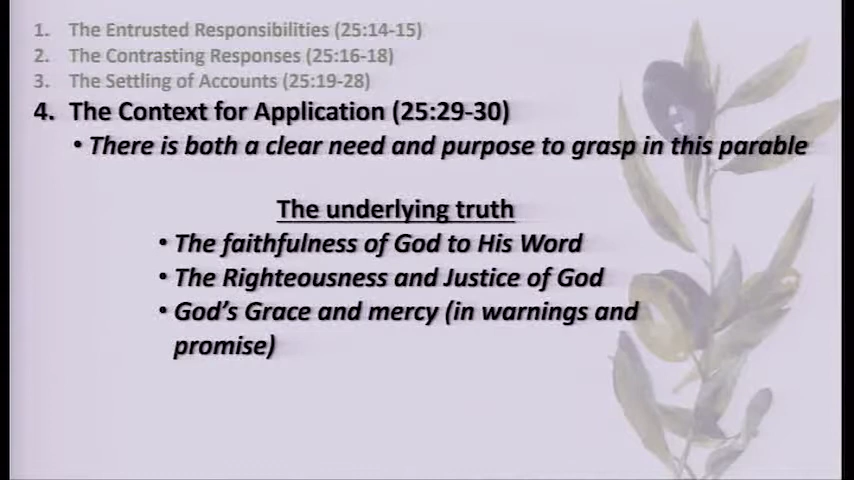 1. The Entrusted Responsibilities (25:14-15)
2. The Contrasting Responses (25:16-18)
3. The Settling of Accounts (25:19-28)
4. The Context for Application (25:29-30)
• There is both a clear need and purpose to grasp in this parable
The underlying truth
• The faithfulness of God to His Word
• The Righteousness and Justice of God
• God's Grace and mercy (in warnings and
promise)